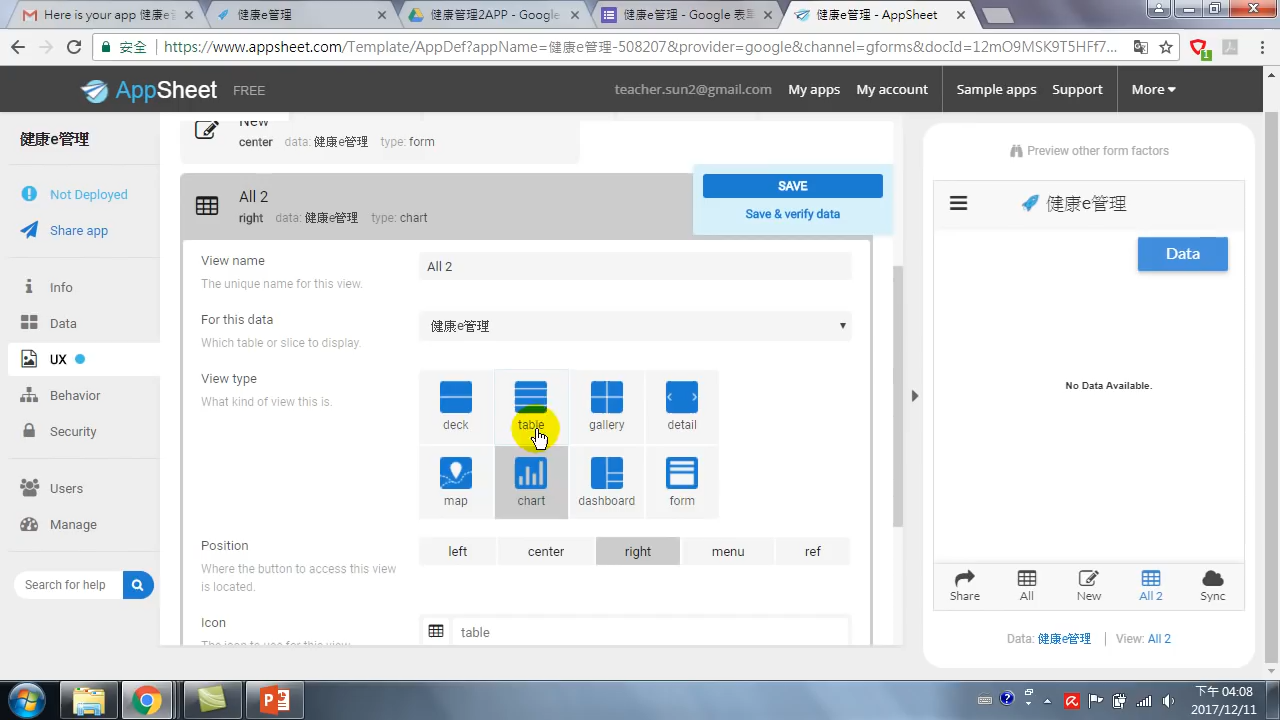 Here is your app 健康e管
健康e管理
健康管理2APP - Google
健康e管理 - Google 表單
健康e管理 - AppSheet
安全 https://www.appsheet.com/Template/AppDef?appName=健康e管理-508207&provider=google&channel=gforms&docId=12mO9MSK9T5HFf7...
AppSheet FREE
teacher.sun2@gmail.com My apps My account Sample apps Support More
健康e管理
Not Deployed
Share app
Info
Data
UX
Behavior
Security
Users
Manage
Search for help
New
center data: 健康e管理 type: form
All 2
right data: 健康e管理 type: chart
SAVE
Save & verify data
View name
The unique name for this view.
All 2
For this data
Which table or slice to display.
健康e管理
View type
What kind of view this is.
deck table gallery detail
map chart dashboard form
Position
Where the button to access this view
is located.
left center right menu ref
Icon
The icon to use for this view.
table
Preview other form factors
健康e管理
Data
No Data Available.
Share All New All 2 Sync
Data: 健康e管理 | View: All 2
下午 04:08
2017/12/11